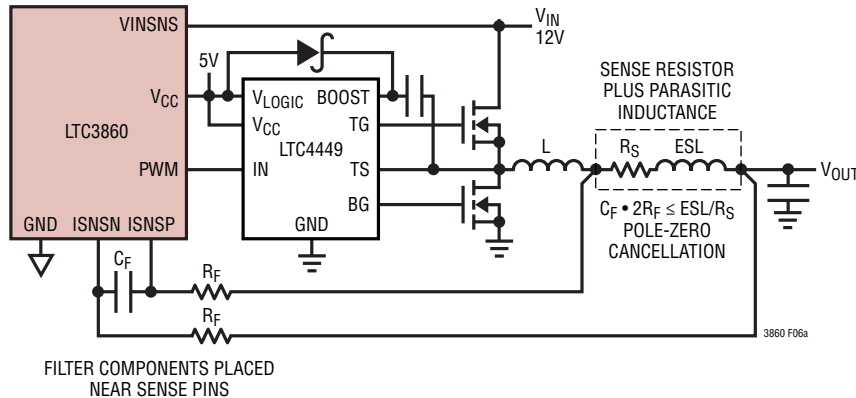 VINSNS
VIN
12V
5V
VCC
LTC3860
PWM
GND
ISNSN
ISNSP
VLOGIC
BOOST
VCC
TG
LTC4449
IN
TS
BG
GND
L
SENSE RESISTOR
PLUS PARASITIC
INDUCTANCE
RS
ESL
VOUT
CF • 2RF ≤ ESL/RS
POLE-ZERO
CANCELLATION
CF
RF
RF
3860 F06a
FILTER COMPONENTS PLACED
NEAR SENSE PINS